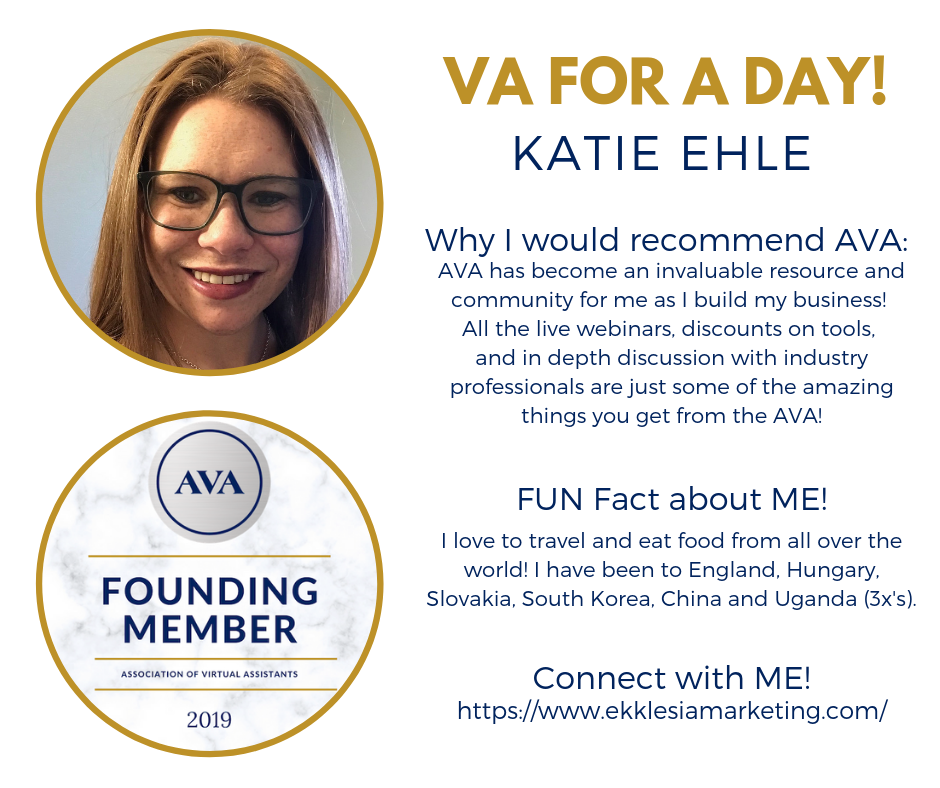 VA FOR A DAY!
KATIE EHLE
Why I would recommend AVA:
AVA has become an invaluable resource and
community for me as I build my business!
All the live webinars, discounts on tools,
and in depth discussion with industry
professionals are just some of the amazing
things you get from the AVA!
AVA
FOUNDING
MEMBER
ASSOCIATION OF VIRTUAL ASSISTANTS
2019
FUN Fact about ME!
I love to travel and eat food from all over the
world! I have been to England, Hungary,
Slovakia, South Korea, China and Uganda (3x's).
Connect with ME!
https://www.ekklesiamarketing.com/